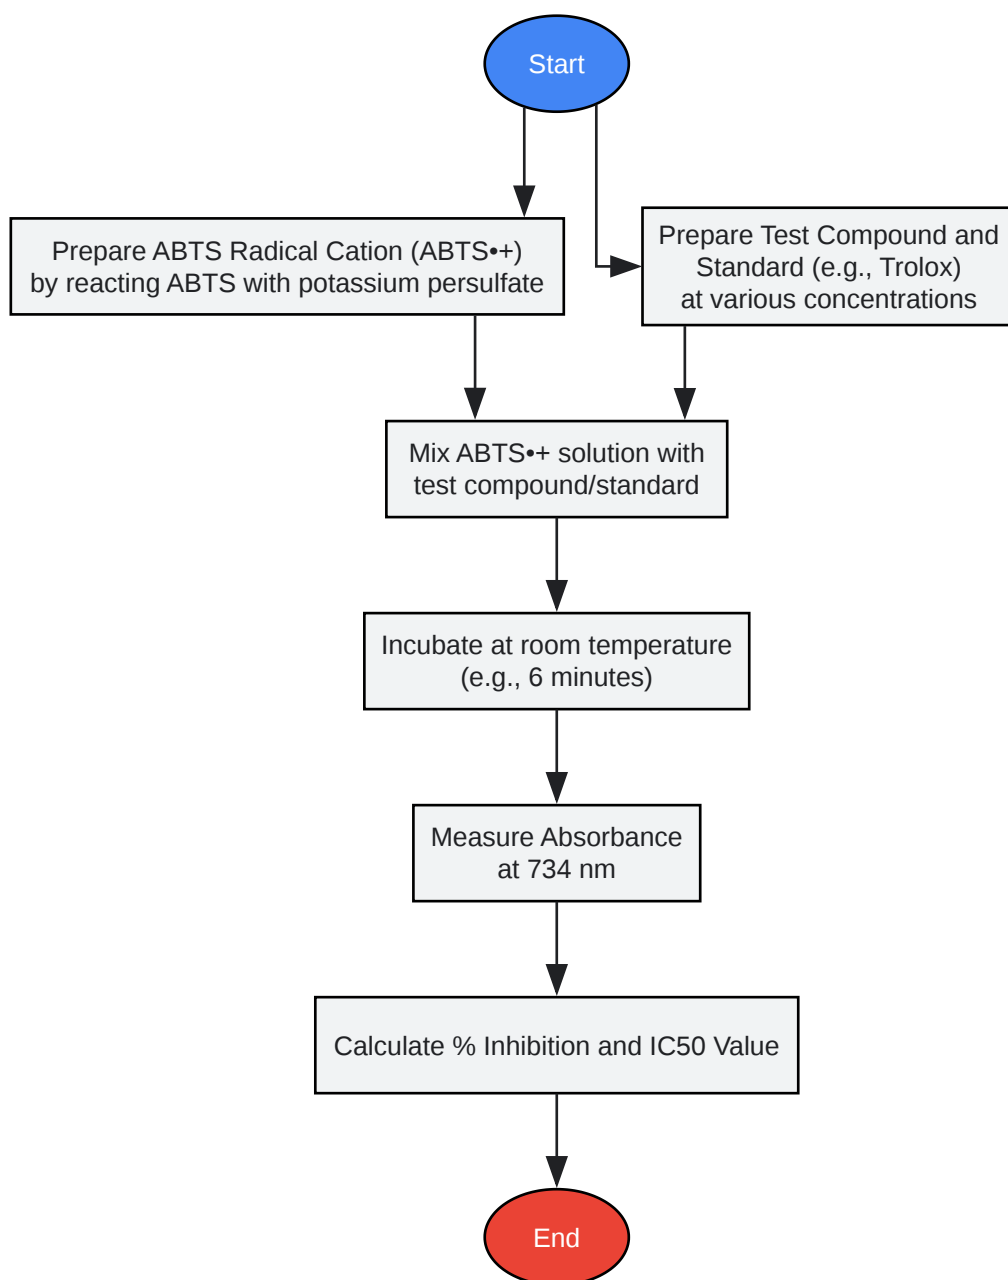 Start
Prepare ABTS Radical Cation (ABTS•+)
by reacting ABTS with potassium persulfate
Prepare Test Compound and
Standard (e.g., Trolox)
at various concentrations
Mix ABTS•+ solution with
test compound/standard
Incubate at room temperature
(e.g., 6 minutes)
Measure Absorbance
at 734 nm
Calculate % Inhibition and IC50 Value
End